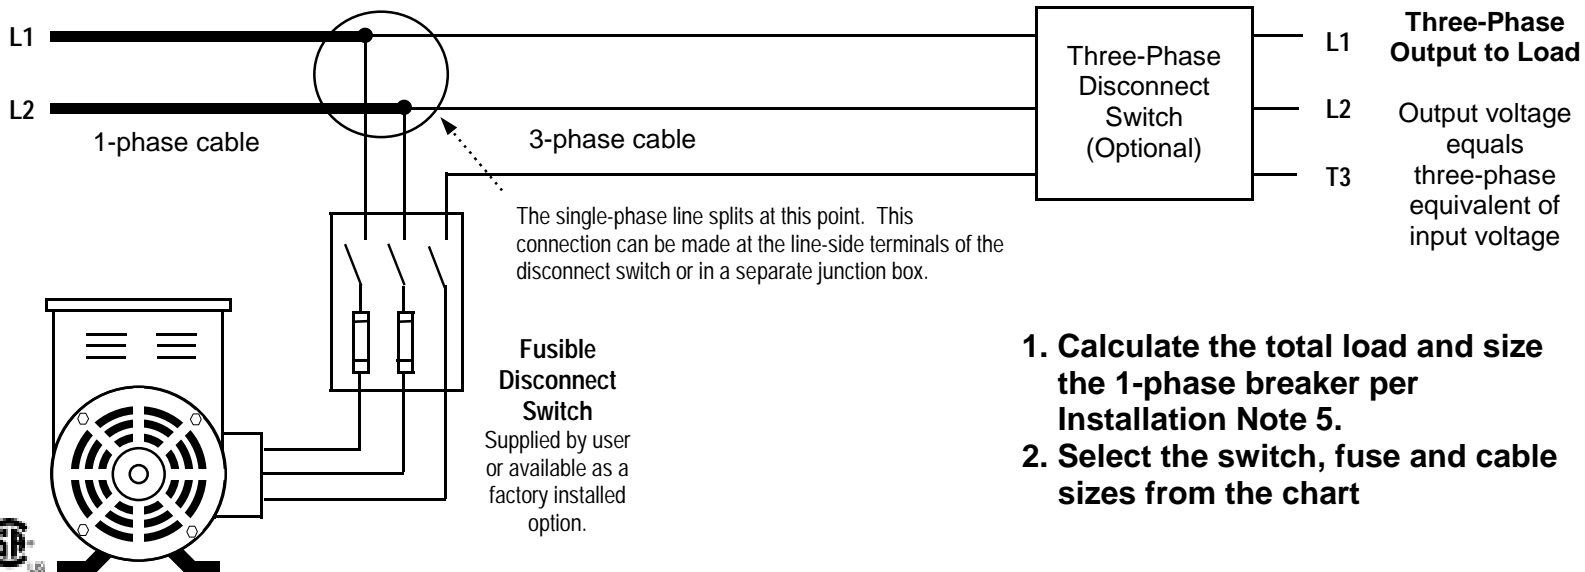 L1
L2
1-phase cable
3-phase cable
Three-Phase
Disconnect
Switch
(Optional)
L1
L2
T3
Three-Phase
Output to Load
Output voltage
equals
three-phase
equivalent of
input voltage
The single-phase line splits at this point. This
connection can be made at the line-side terminals of the
disconnect switch or in a separate junction box.
Fusible
Disconnect
Switch
Supplied by user
or available as a
factory installed
option.
1. Calculate the total load and size
the 1-phase breaker per
Installation Note 5.
2. Select the switch, fuse and cable
sizes from the chart
US